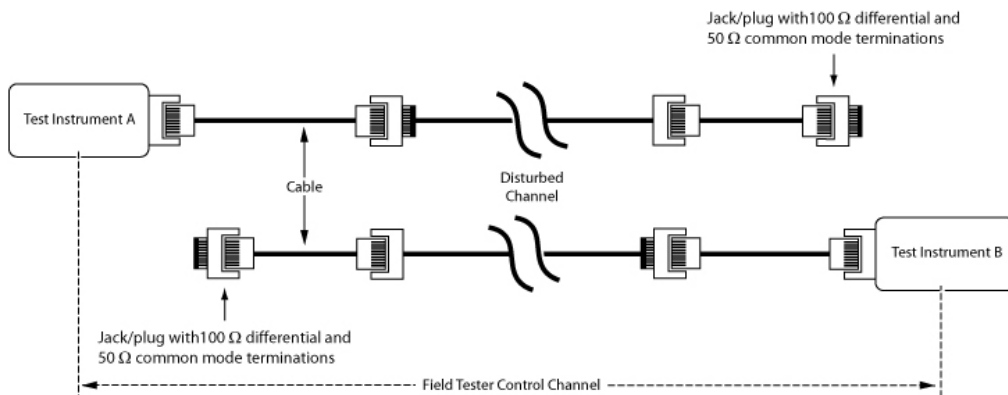 Jack/plug with100 Ω differential and
50 Ω common mode terminations
Test Instrument A
Cable
Disturbed
Channel
Test Instrument B
Jack/plug with100 Ω differential and
50 Ω common mode terminations
Field Tester Control Channel